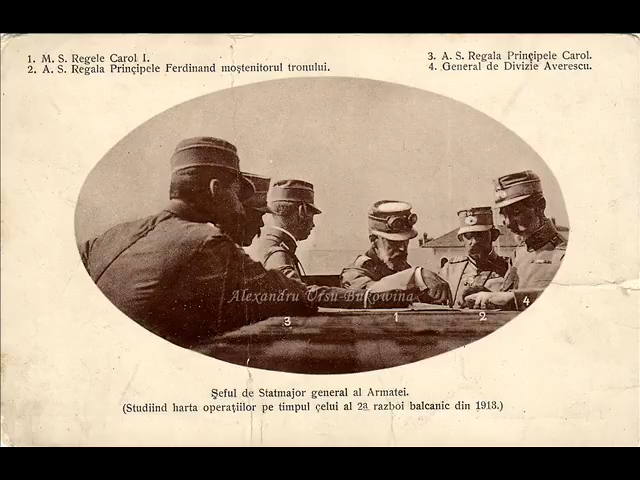 1. M. S. Regele Carol I.
2. A. S. Regala Prinçipele Ferdinand moştenitorul tronului.
3. A. S. Regala Prinçipele Carol.
4. General de Divizie Averescu.
Alexandru Ursu-Bukowina
3 1 2 4
Şeful de Statmajor general al Armatei.
(Studiind harta operaţiilor pe timpul çelui al 2a razboi balcanic din 1913.)